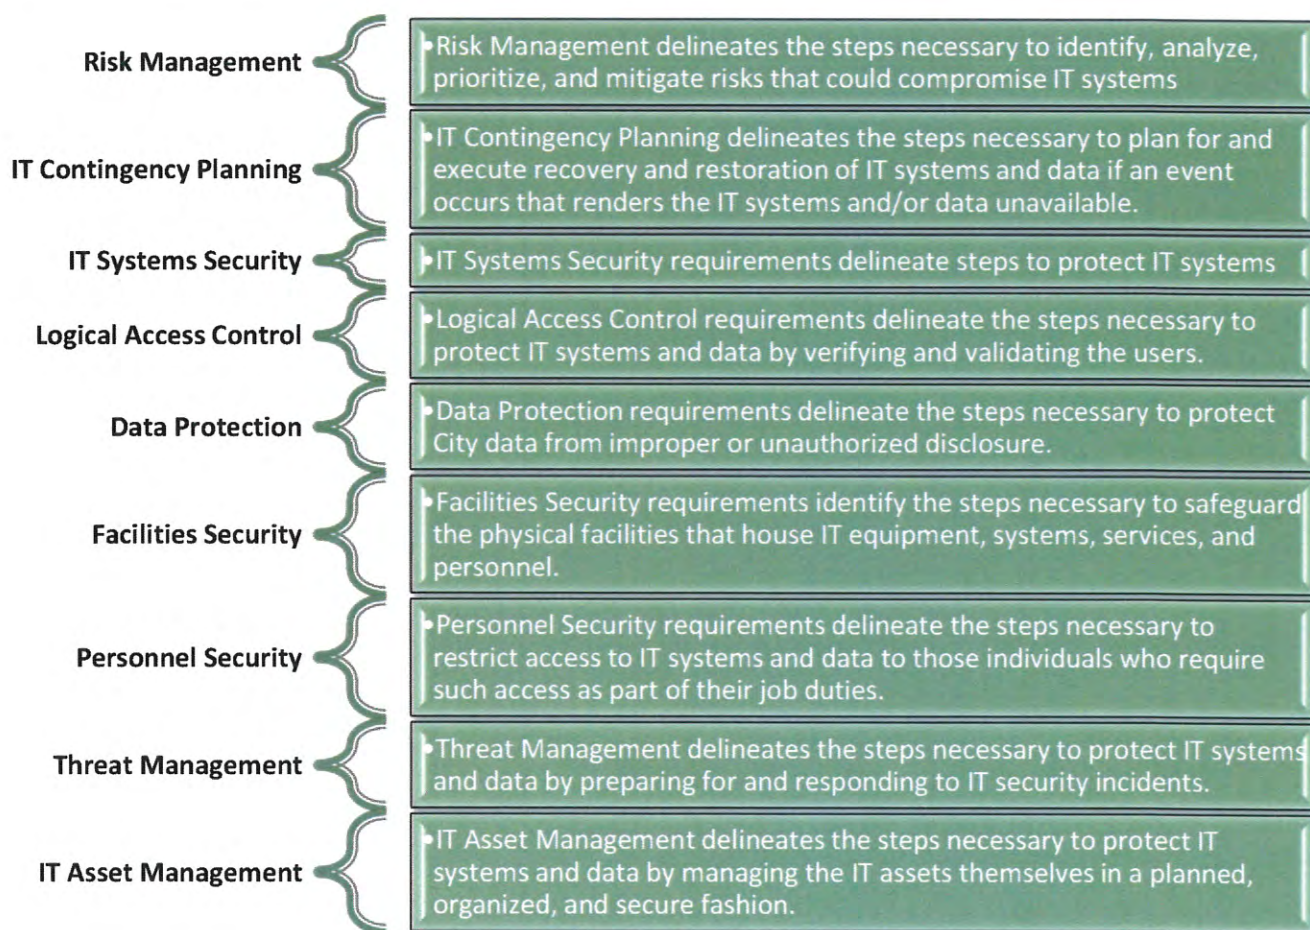 Risk Management
•Risk Management delineates the steps necessary to identify, analyze,
prioritize, and mitigate risks that could compromise IT systems
IT Contingency Planning
•IT Contingency Planning delineates the steps necessary to plan for and
execute recovery and restoration of IT systems and data if an event
occurs that renders the IT systems and/or data unavailable.
IT Systems Security
•IT Systems Security requirements delineate steps to protect IT systems
Logical Access Control
•Logical Access Control requirements delineate the steps necessary to
protect IT systems and data by verifying and validating the users.
Data Protection
•Data Protection requirements delineate the steps necessary to protect
City data from improper or unauthorized disclosure.
Facilities Security
•Facilities Security requirements identify the steps necessary to safeguard
the physical facilities that house IT equipment, systems, services, and
personnel.
Personnel Security
•Personnel Security requirements delineate the steps necessary to
restrict access to IT systems and data to those individuals who require
such access as part of their job duties.
Threat Management
•Threat Management delineates the steps necessary to protect IT systems
and data by preparing for and responding to IT security incidents.
IT Asset Management
•IT Asset Management delineates the steps necessary to protect IT
systems and data by managing the IT assets themselves in a planned,
organized, and secure fashion.